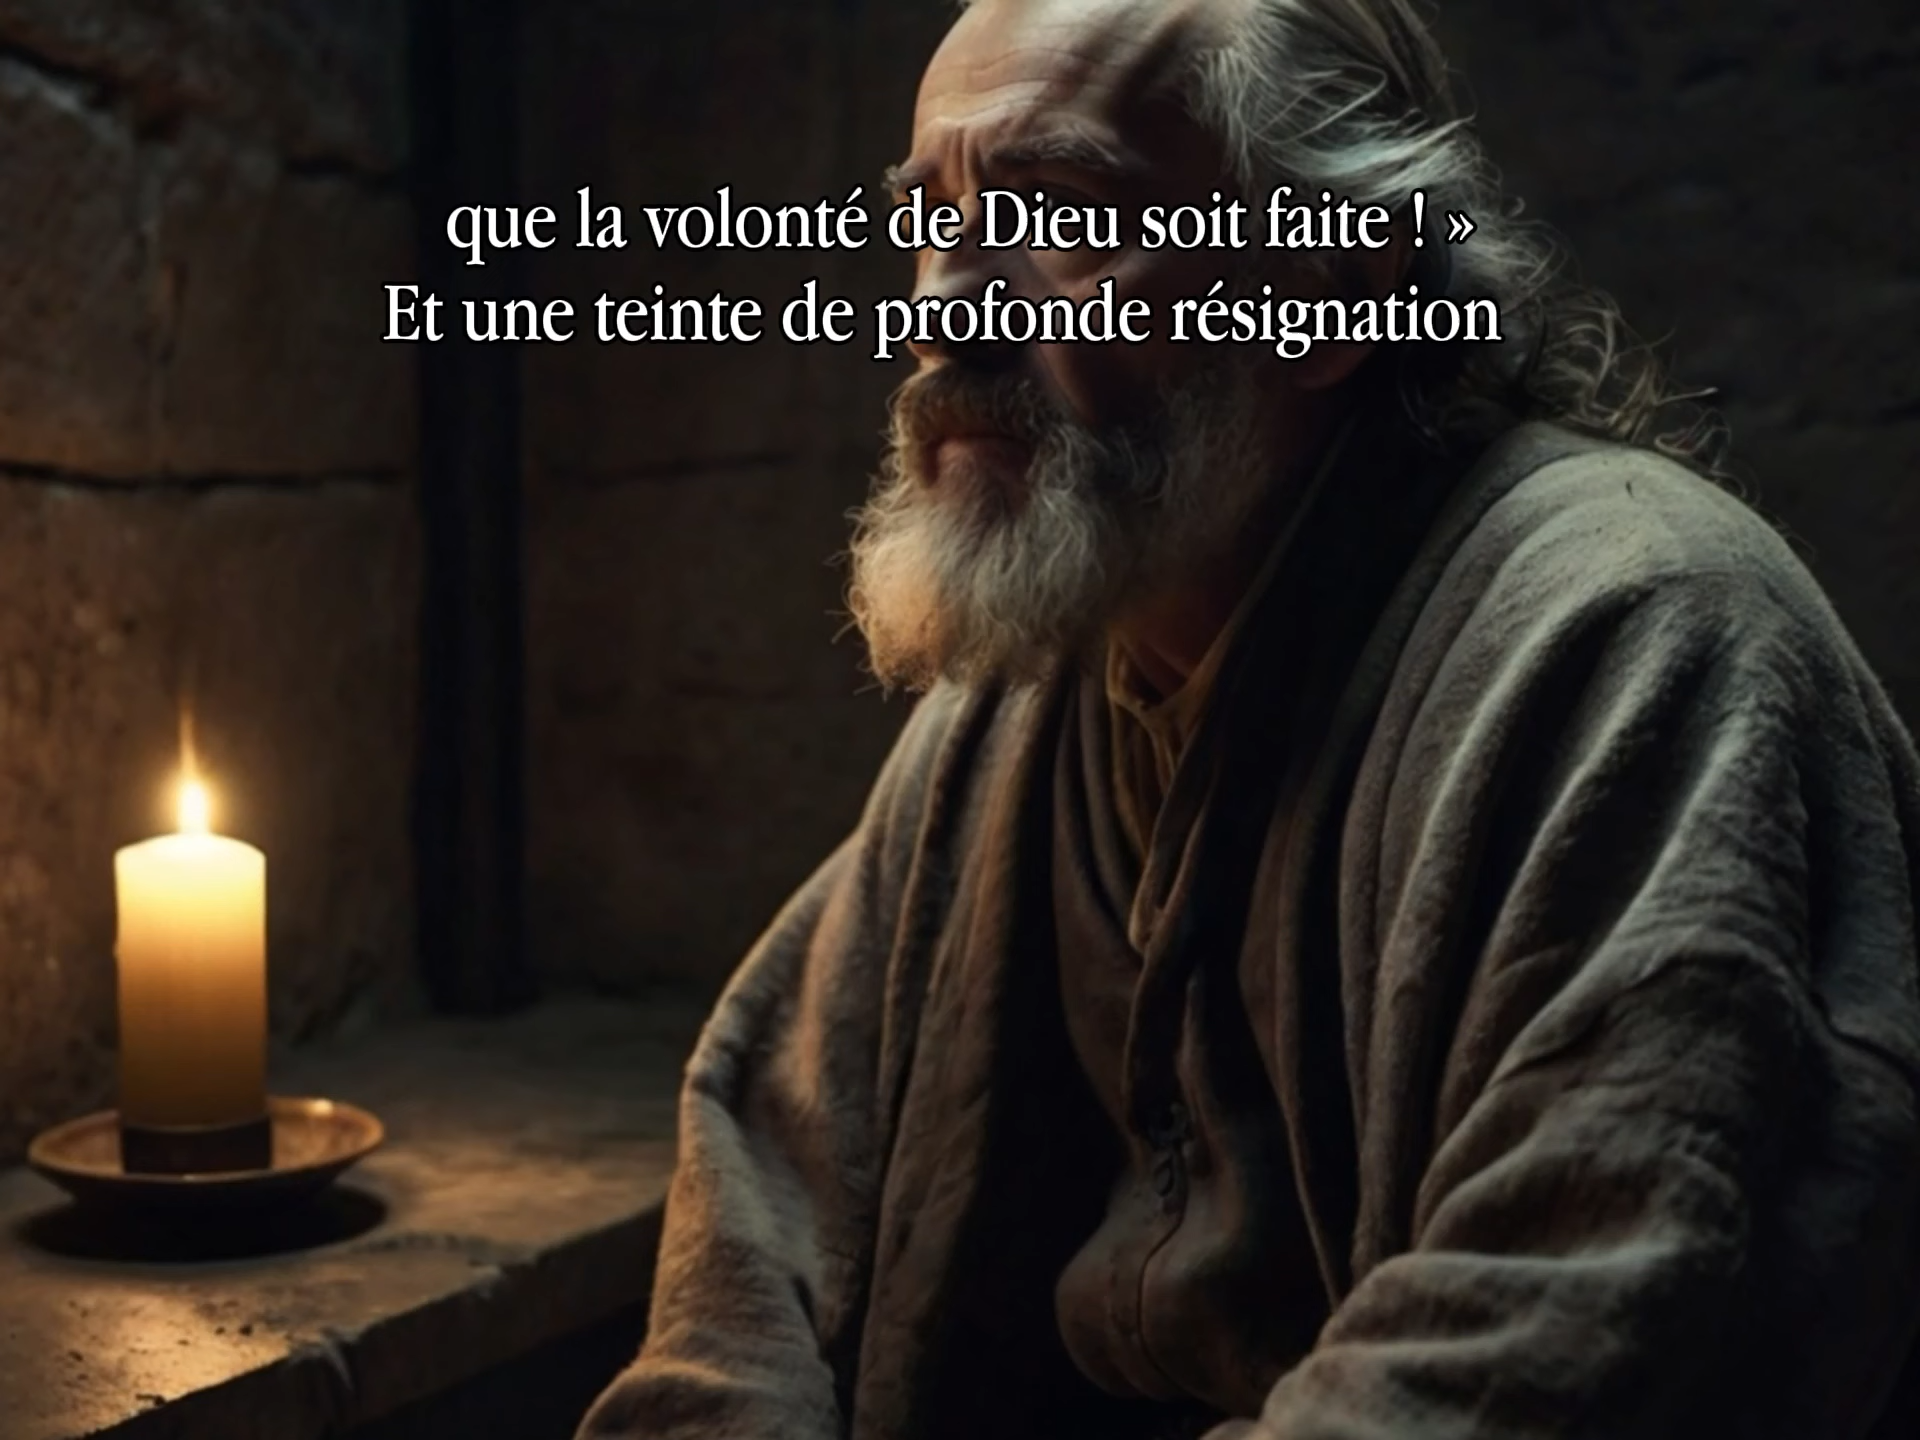 que la volonté de Dieu soit faite ! »
Et une teinte de profonde résignation